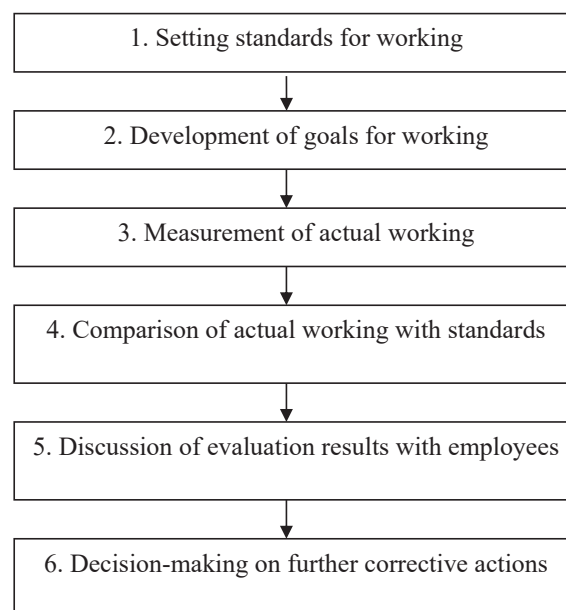 1. Setting standards for working
2. Development of goals for working
3. Measurement of actual working
4. Comparison of actual working with standards
5. Discussion of evaluation results with employees
6. Decision-making on further corrective actions